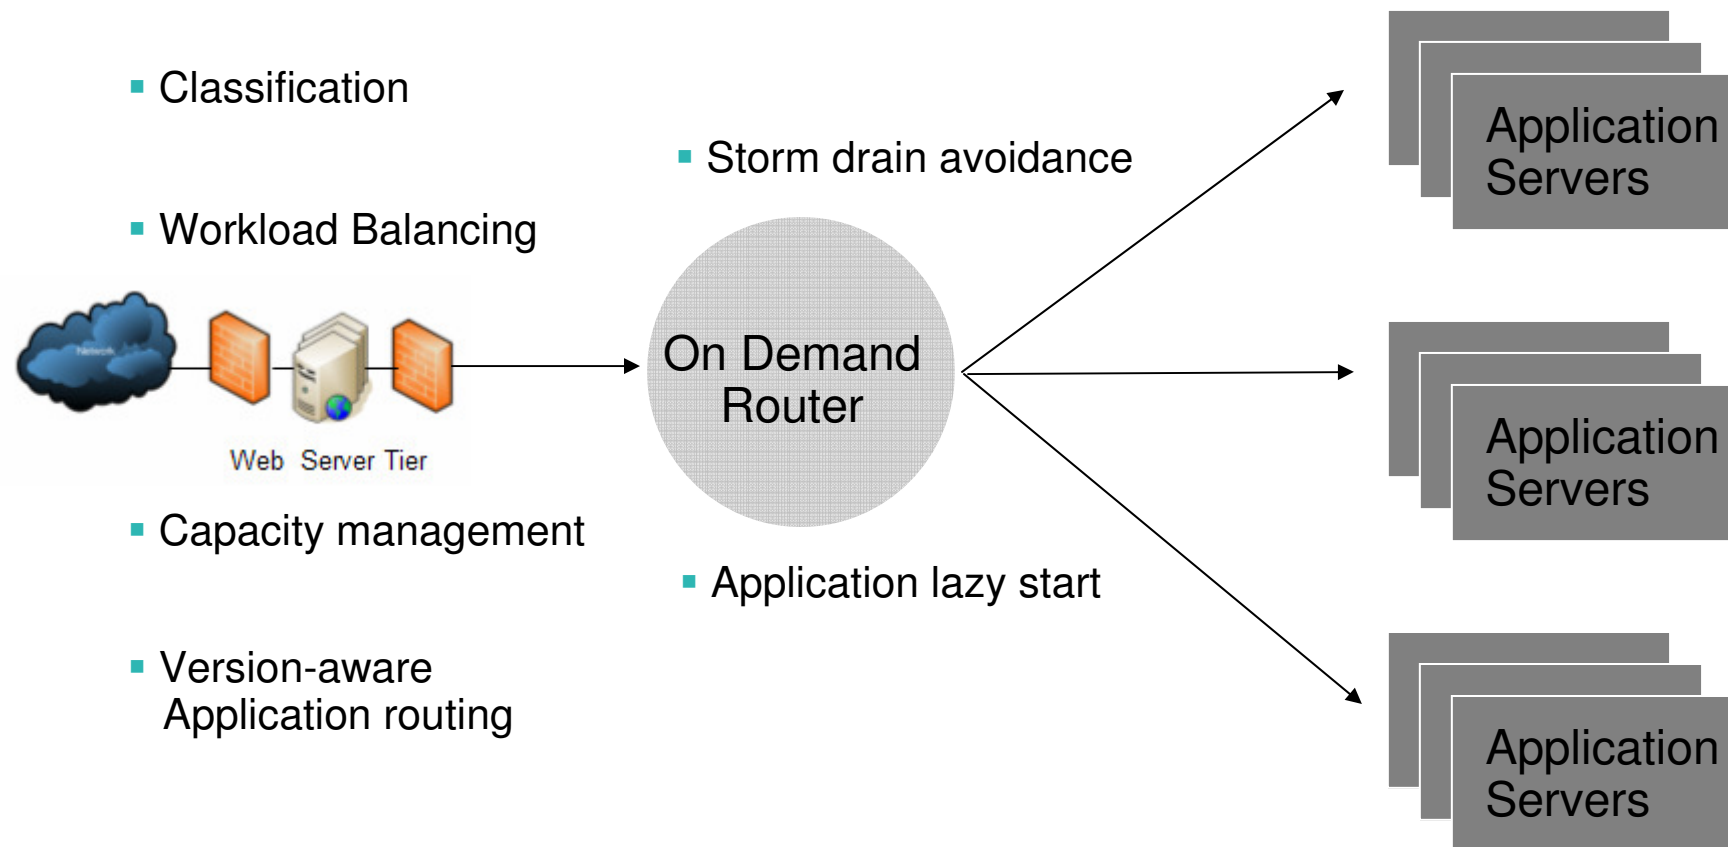 Classification
Storm drain avoidance
Workload Balancing
Network
Web Server Tier
On Demand
Router
Capacity management
Application lazy start
Version-aware
Application routing
Application
Servers
Application
Servers
Application
Servers